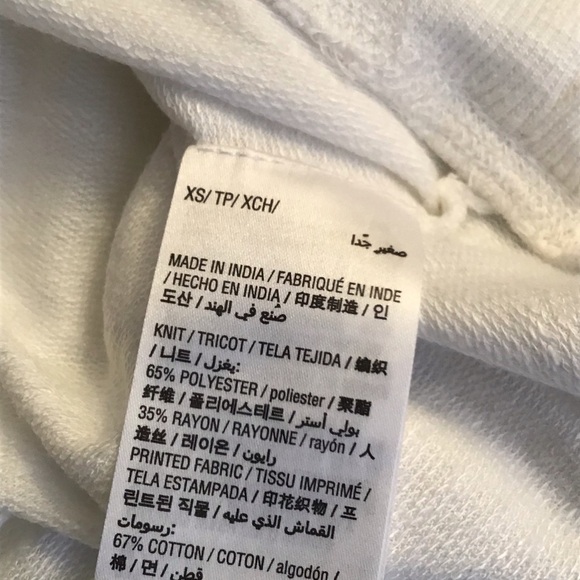 XS/ TP/ XCH/
صغير جدًا
MADE IN INDIA / FABRIQUÉ EN INDE
/ HECHO EN INDIA / 印度制造 / 인
도산 / صنع في الهند /
KNIT / TRICOT / TELA TEJIDA / 编织
/ 니트 / يغزل:
65% POLYESTER / poliester / 聚酯
纤维 / 폴리에스테르 / بولي أستر /
35% RAYON / RAYONNE / rayón / 人
造丝 / 레이온 / رايون
PRINTED FABRIC / TISSU IMPRIMÉ /
TELA ESTAMPADA / 印花织物 / 프
린트된 직물 / القماش الذي عليه
رسومات:
67% COTTON / COTON / algodón /
棉 / 면 / قطن /